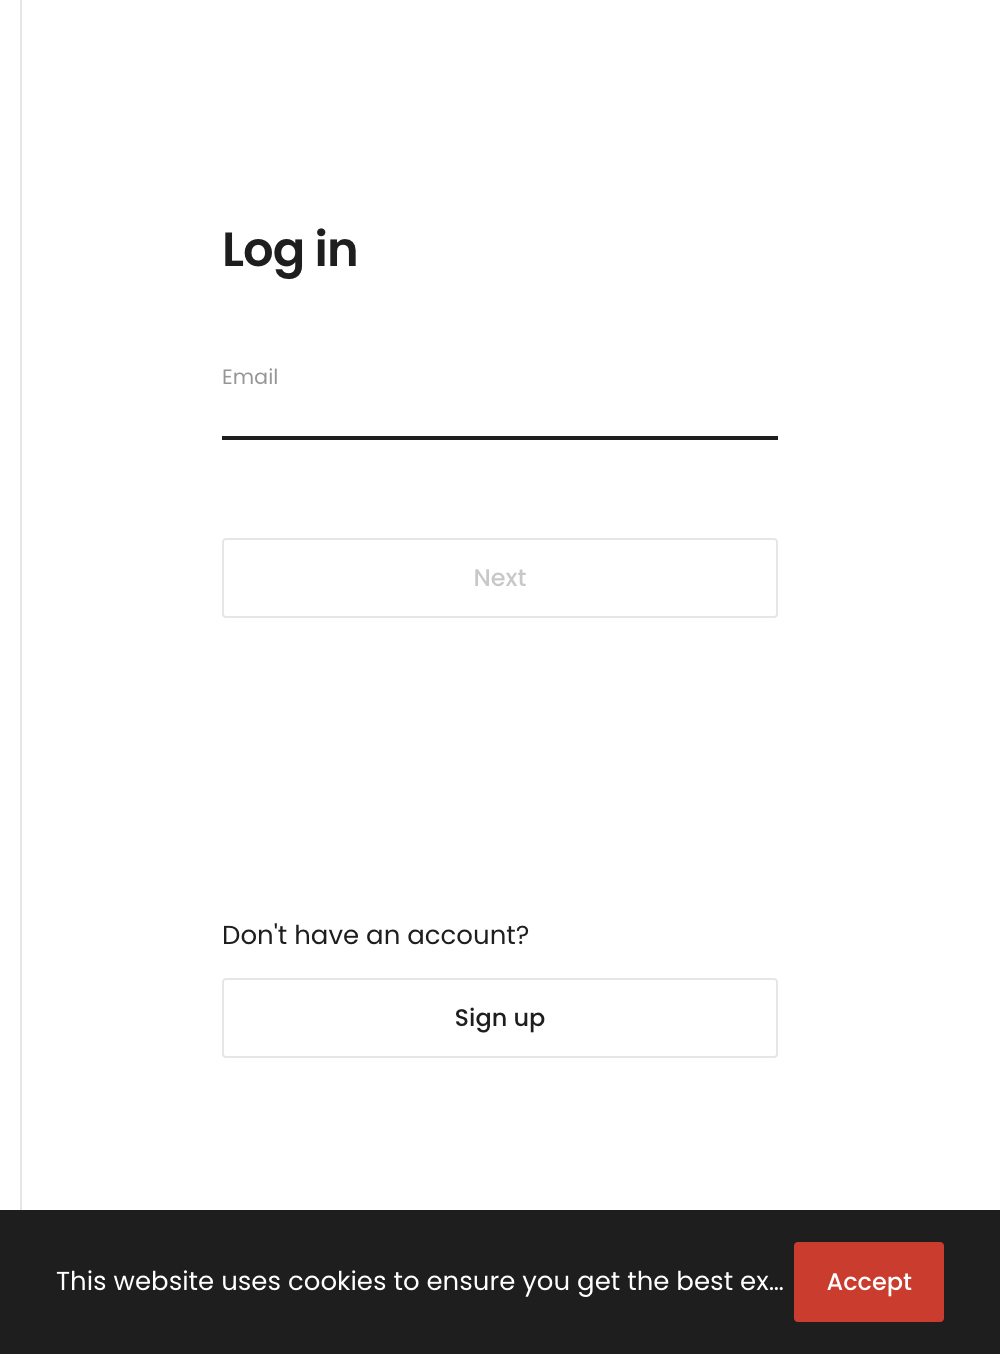 Log in
Email
Next
Don't have an account?
Sign up
This website uses cookies to ensure you get the best ex...
Accept